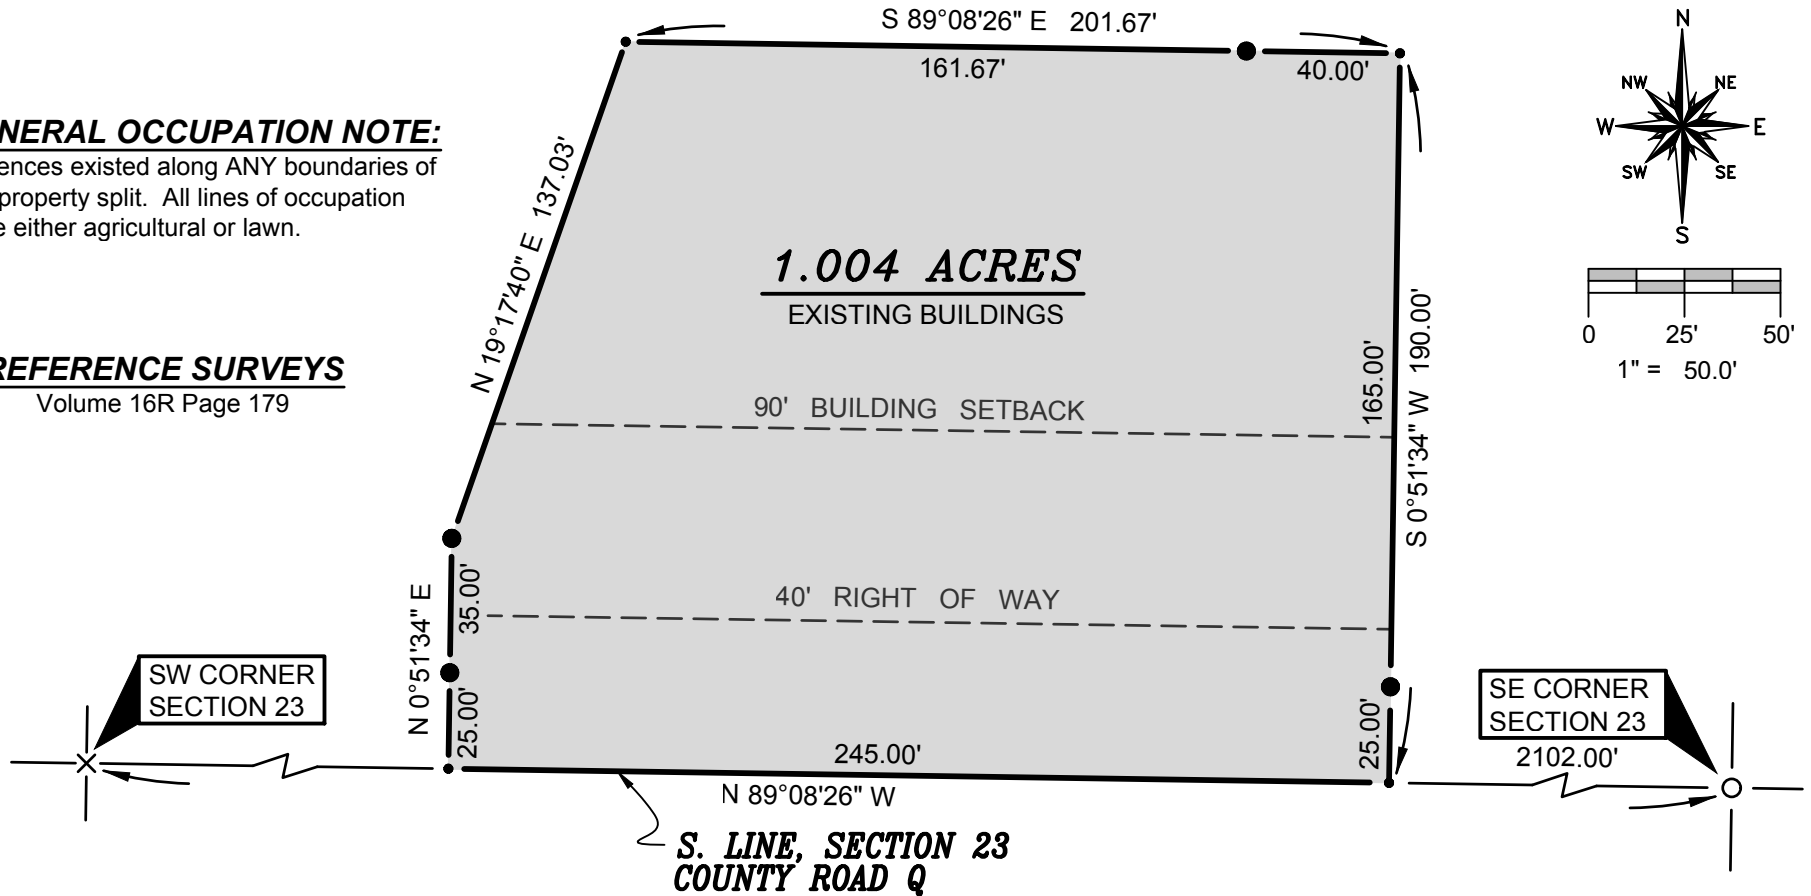 S 89°08'26" E 201.67'
161.67'
40.00'
N
NW
NE
W
E
SW
SE
S
0
25'
50'
1" = 50.0'
NERAL OCCUPATION NOTE:
ences existed along ANY boundaries of
property split. All lines of occupation
e either agricultural or lawn.
REFERENCE SURVEYS
Volume 16R Page 179
N 19°17'40" E 137.03'
1.004 ACRES
EXISTING BUILDINGS
90' BUILDING SETBACK
165.00'
S 0°51'34" W 190.00'
40' RIGHT OF WAY
N 0°51'34" E
35.00'
25.00'
25.00'
SW CORNER
SECTION 23
SE CORNER
SECTION 23
2102.00'
245.00'
N 89°08'26" W
S. LINE, SECTION 23
COUNTY ROAD Q